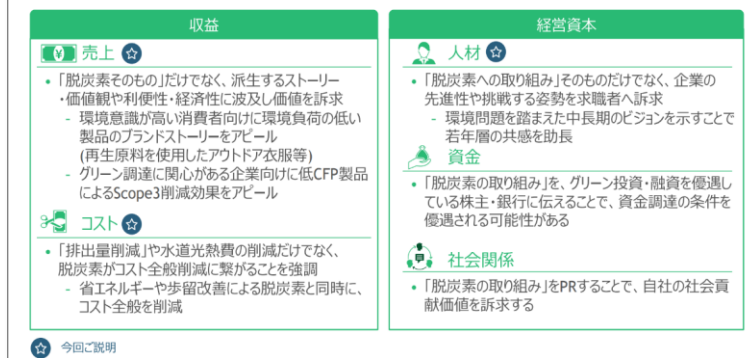 収益
売上
• 「脱炭素そのもの」だけでなく、派生するストーリー
・価値観や利便性・経済性に波及し価値を訴求
- 環境意識が高い消費者向けに環境負荷の低い
製品のブランドストーリーをアピール
(再生原料を使用したアウトドア衣服等)
- グリーン調達に関心がある企業向けに低CFP製品
によるScope3削減効果をアピール
コスト
• 「排出量削減」や水道光熱費の削減だけでなく、
脱炭素がコスト全般削減に繋がることを強調
- 省エネルギーや歩留改善による脱炭素と同時に、
コスト全般を削減
経営資本
人材
• 「脱炭素への取り組み」そのものだけでなく、企業の
先進性や挑戦する姿勢を求職者へ訴求
- 環境問題を踏まえた中長期のビジョンを示すことで
若年層の共感を助長
資金
• 「脱炭素の取り組み」を、グリーン投資・融資を優遇し
ている株主・銀行に伝えることで、資金調達の条件を
優遇される可能性がある
社会関係
• 「脱炭素の取り組み」をPRすることで、自社の社会貢
献価値を訴求する
今回ご説明